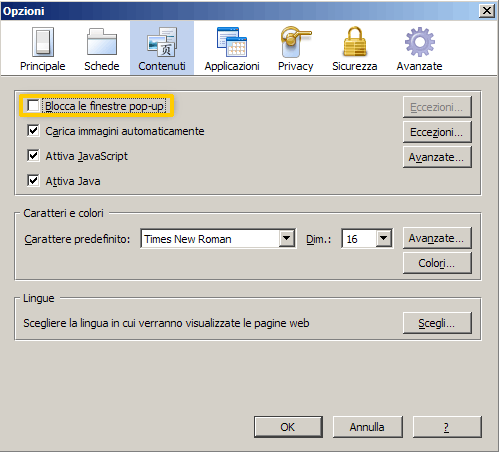 Opzioni
Principale Schede Contenuti Applicazioni Privacy Sicurezza Avanzate
Blocca le finestre pop-up Eccezioni...
Carica immagini automaticamente Eccezioni...
Attiva JavaScript Avanzate...
Attiva Java
Caratteri e colori
Carattere predefinito: Times New Roman Dim.: 16 Avanzate...
Colori...
Lingue
Scegliere la lingua in cui verranno visualizzate le pagine web Scegli...
OK Annulla ?